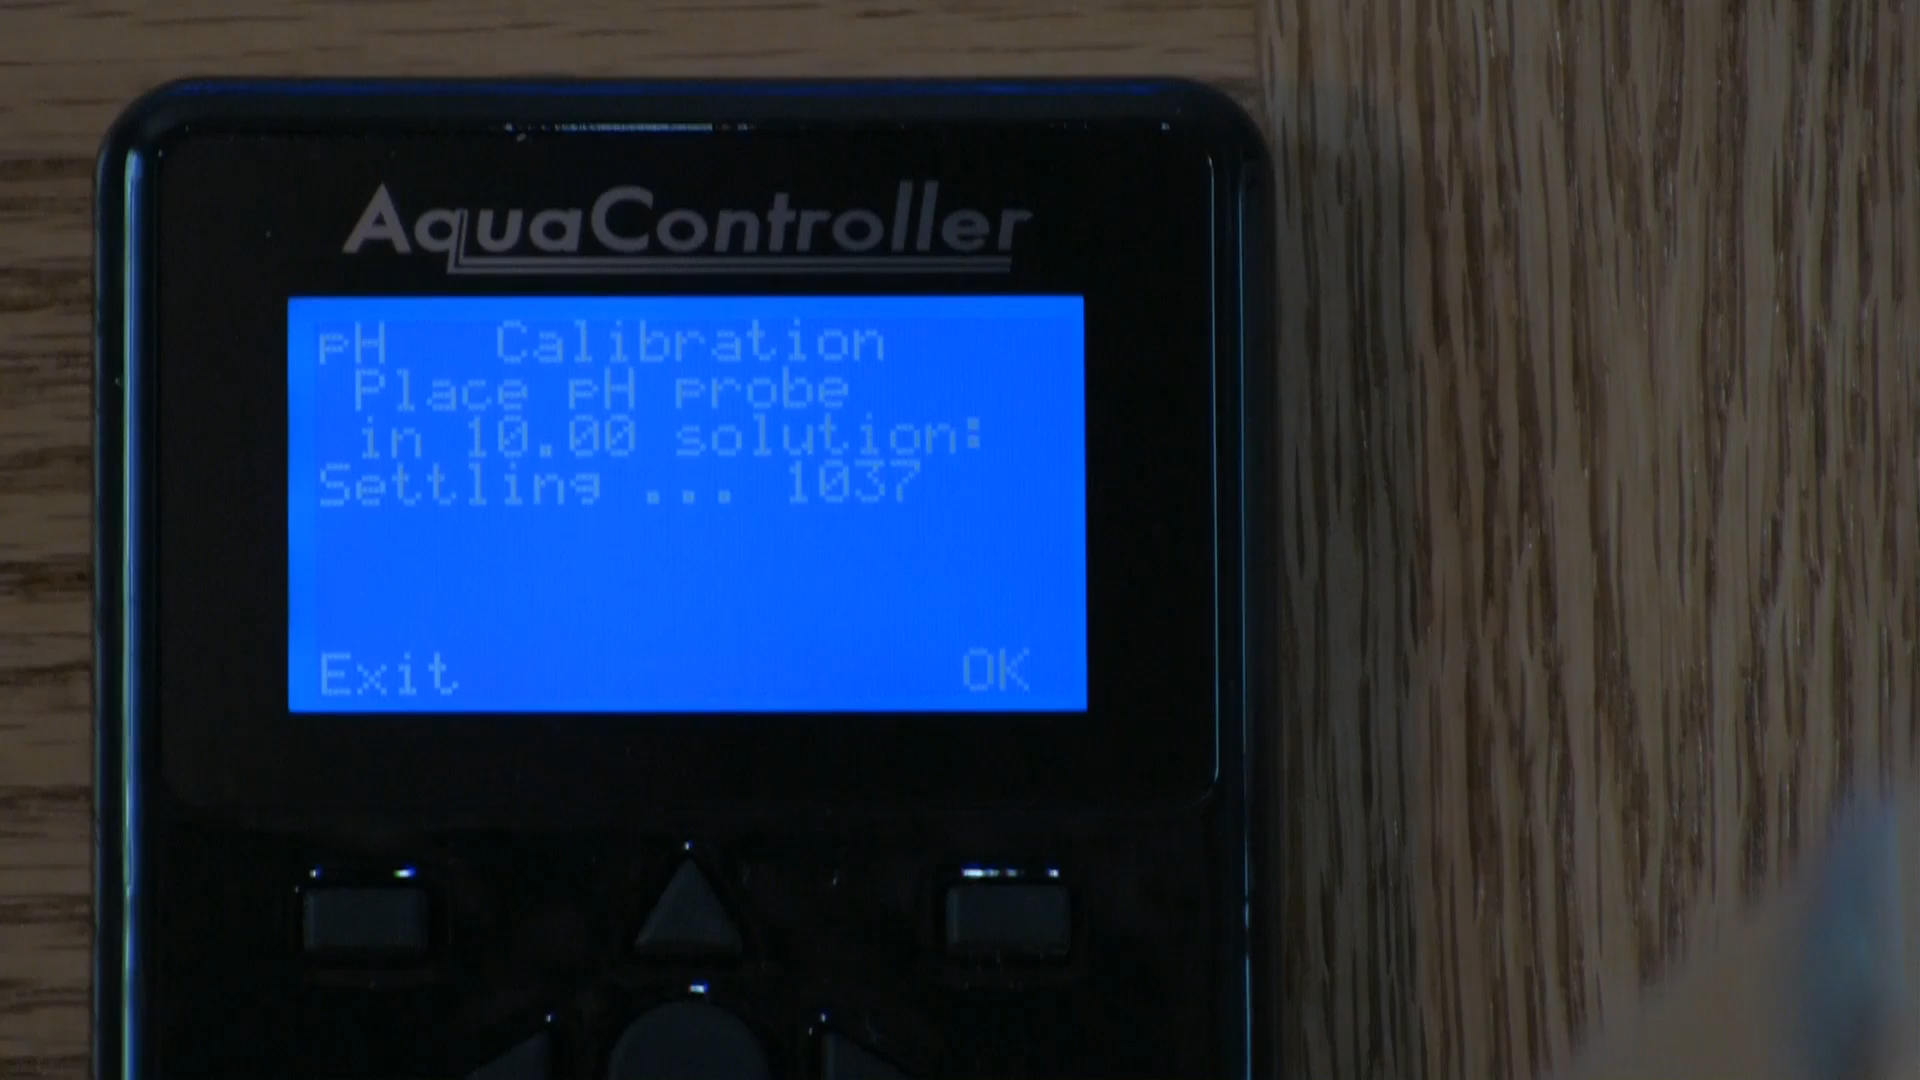 AquaController
pH Calibration
Place pH probe
in 10.00 solution:
Settling ... 1037
Exit OK